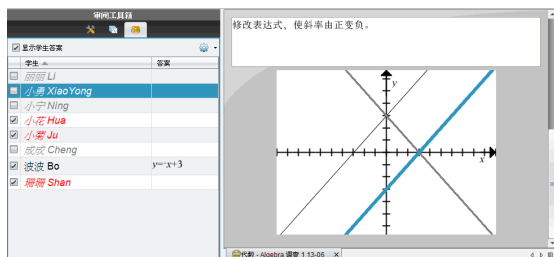 审阅工具箱
显示学生答案
学生 答案
丽丽 Li
小勇 XiaoYong
小宁 Ning
小花 Hua
小菊 Ju
成成 Cheng
波波 Bo y=-x+3
珊珊 Shan
修改表达式，使斜率由正变负。
y
x
代数 - Algebra 调查 1 13-06